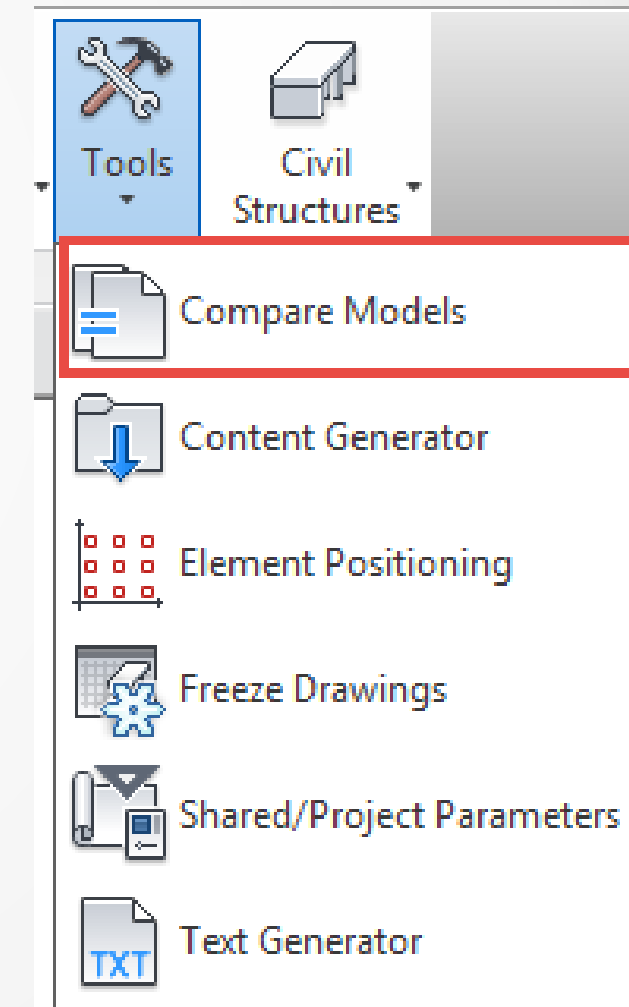 Tools
Civil
Structures
Compare Models
Content Generator
Element Positioning
Freeze Drawings
Shared/Project Parameters
TXT Text Generator